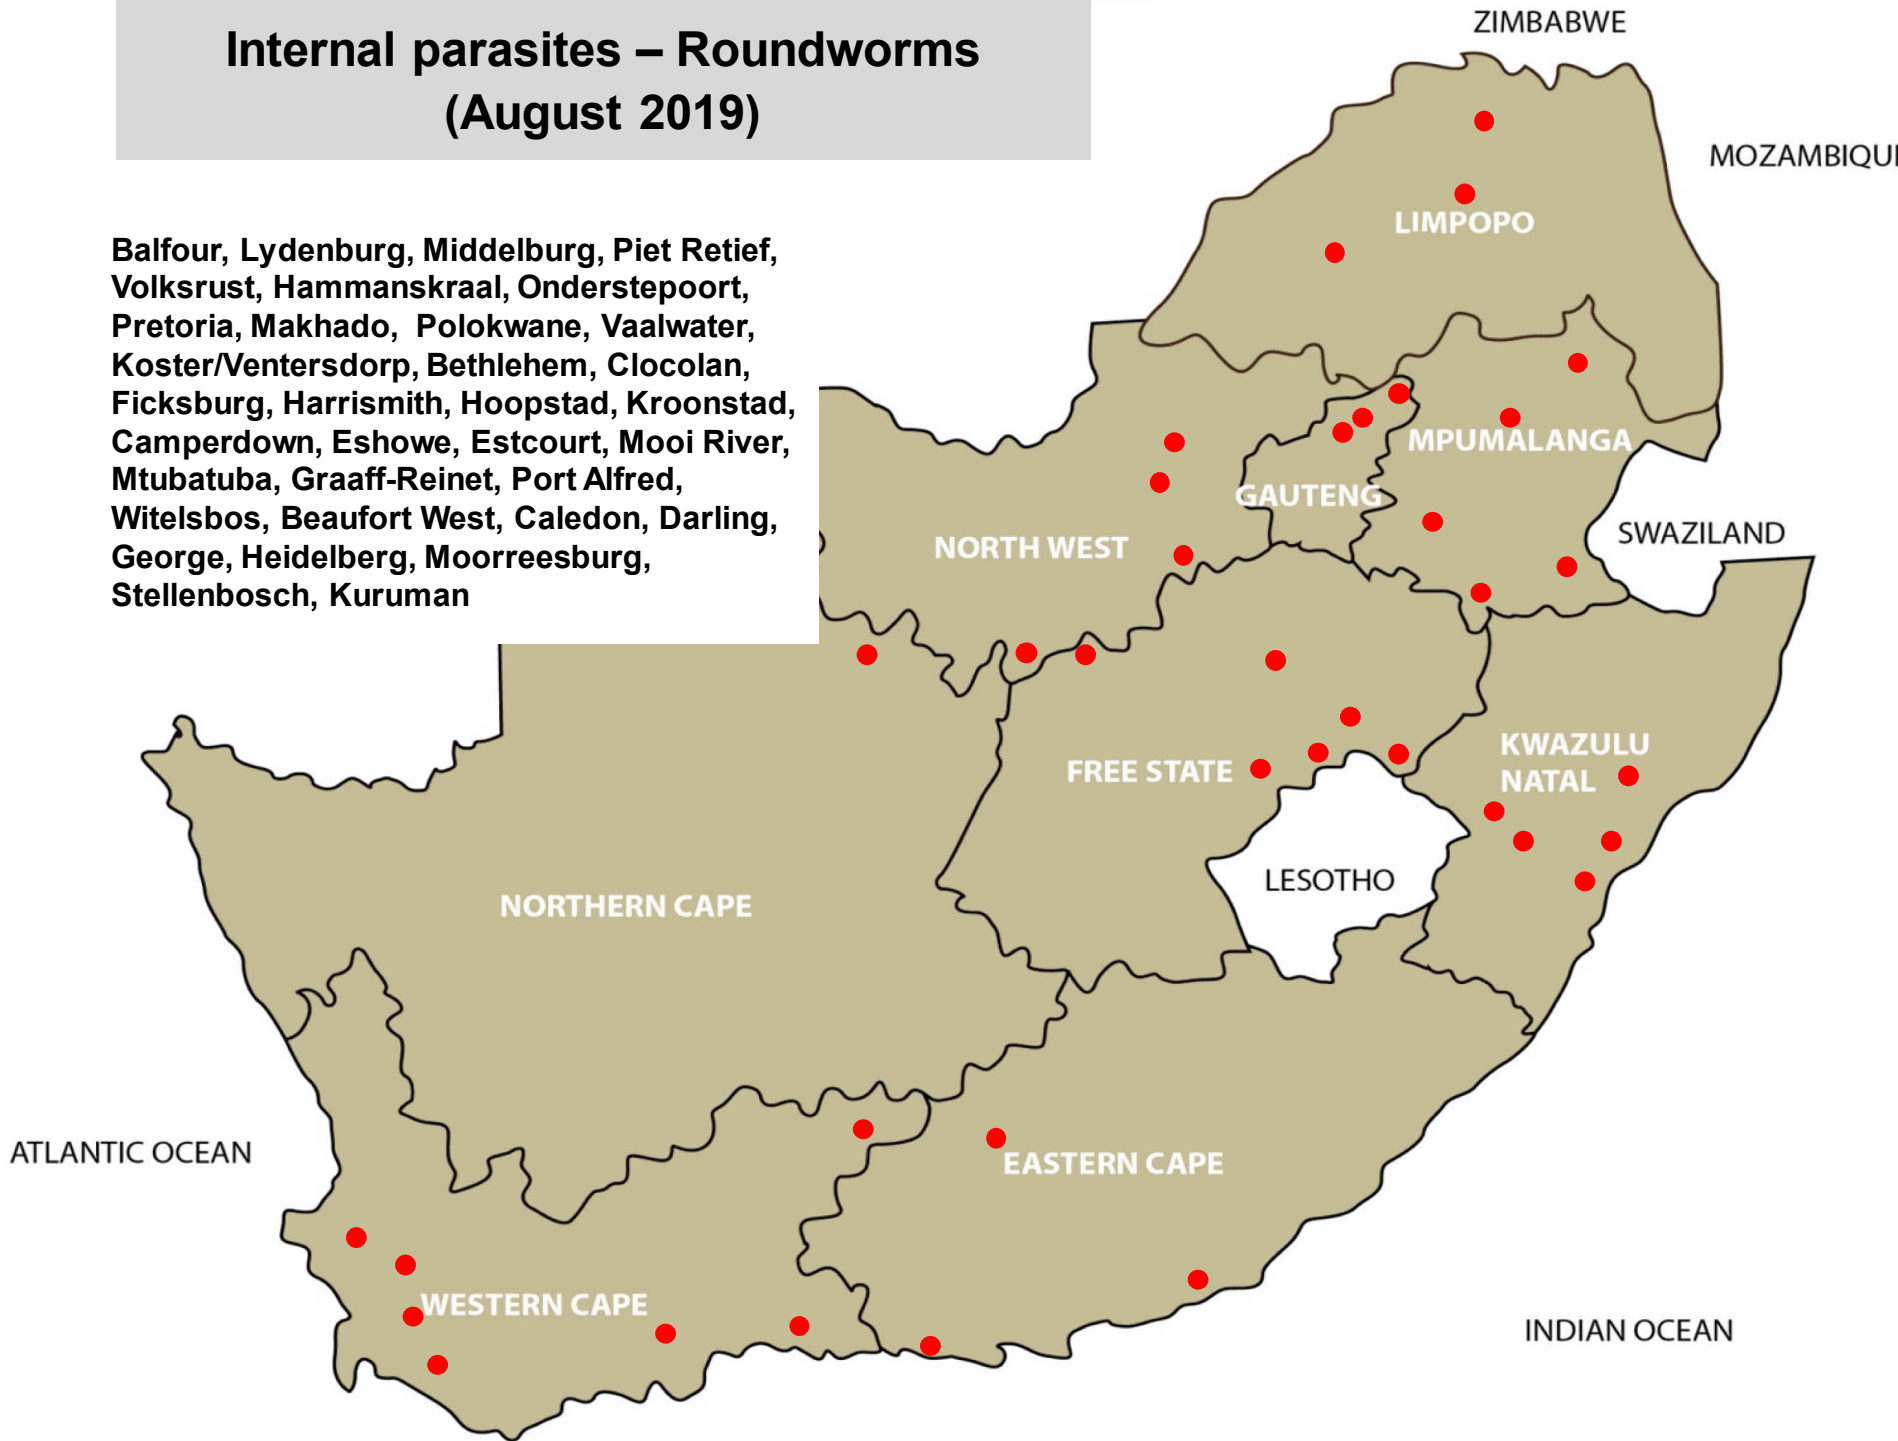 Internal parasites – Roundworms
(August 2019)
Balfour, Lydenburg, Middelburg, Piet Retief,
Volksrust, Hammanskraal, Onderstepoort,
Pretoria, Makhado, Polokwane, Vaalwater,
Koster/Ventersdorp, Bethlehem, Clocolan,
Ficksburg, Harrismith, Hoopstad, Kroonstad,
Camperdown, Eshowe, Estcourt, Mooi River,
Mtubatuba, Graaff-Reinet, Port Alfred,
Witelsbos, Beaufort West, Caledon, Darling,
George, Heidelberg, Moorreesburg,
Stellenbosch, Kuruman
ZIMBABWE
MOZAMBIQU
LIMPOPO
MPUMALANGA
GAUTENG
SWAZILAND
NORTH WEST
KWAZULU
NATAL
FREE STATE
LESOTHO
NORTHERN CAPE
ATLANTIC OCEAN
EASTERN CAPE
WESTERN CAPE
INDIAN OCEAN